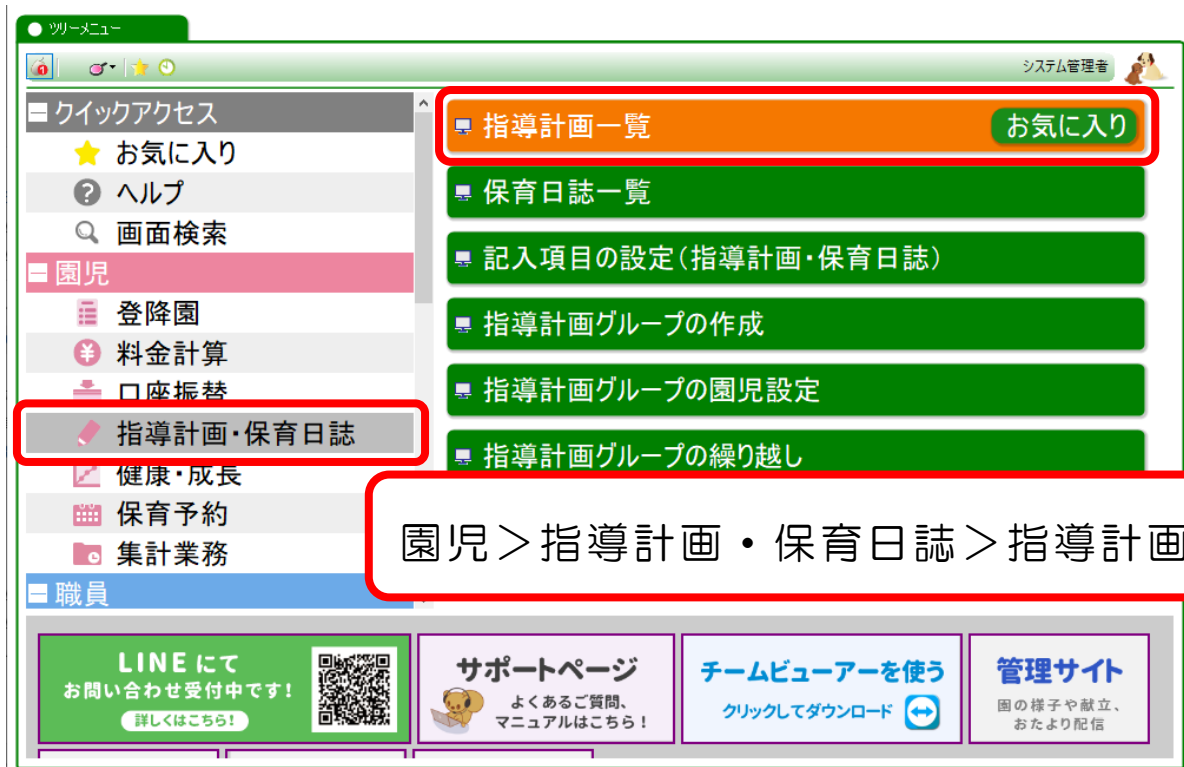 ツリーメニュー
システム管理者
クイックアクセス
お気に入り
ヘルプ
画面検索
園児
登降園
料金計算
口座振替
指導計画・保育日誌
健康・成長
保育予約
集計業務
職員
指導計画一覧
お気に入り
保育日誌一覧
記入項目の設定(指導計画・保育日誌)
指導計画グループの作成
指導計画グループの園児設定
指導計画グループの繰り越し
園児＞指導計画・保育日誌＞指導計画
LINEにて
お問い合わせ受付中です!
詳しくはこちら!
サポートページ
よくあるご質問、
マニュアルはこちら!
チームビューアーを使う
クリックしてダウンロード
管理サイト
園の様子や献立、
おたより配信